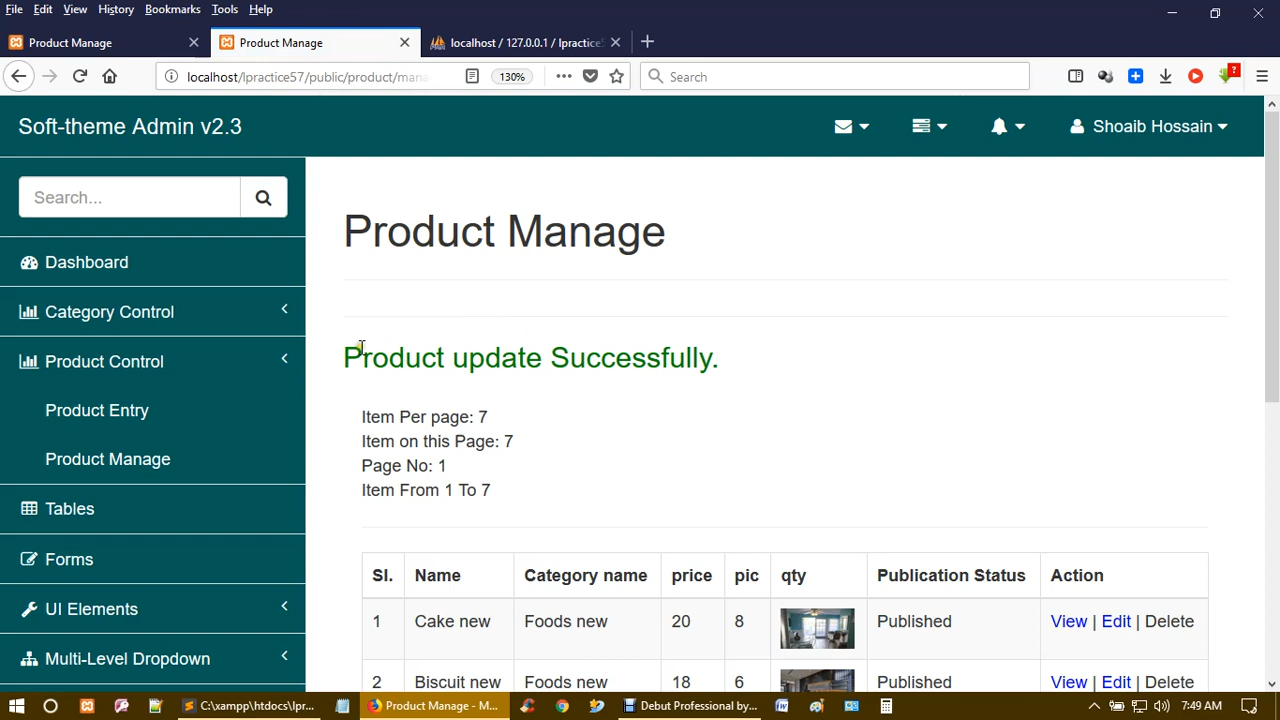 File Edit View History Bookmarks Tools Help
Product Manage Product Manage localhost / 127.0.0.1 / lpractice5
localhost/lpractice57/public/product/mana 130% Search
Soft-theme Admin v2.3 Shoaib Hossain
Search...
Dashboard
Category Control
Product Control
Product Entry
Product Manage
Tables
Forms
UI Elements
Multi-Level Dropdown
Product Manage
Product update Successfully.
Item Per page: 7
Item on this Page: 7
Page No: 1
Item From 1 To 7
Sl. Name Category name price pic qty Publication Status Action
1 Cake new Foods new 20 8 Published View | Edit | Delete
2 Biscuit new Foods new 18 6 Published View | Edit | Delete
C:\xampp\htdocs\lpr... Product Manage - M... Debut Professional by... 7:49 AM